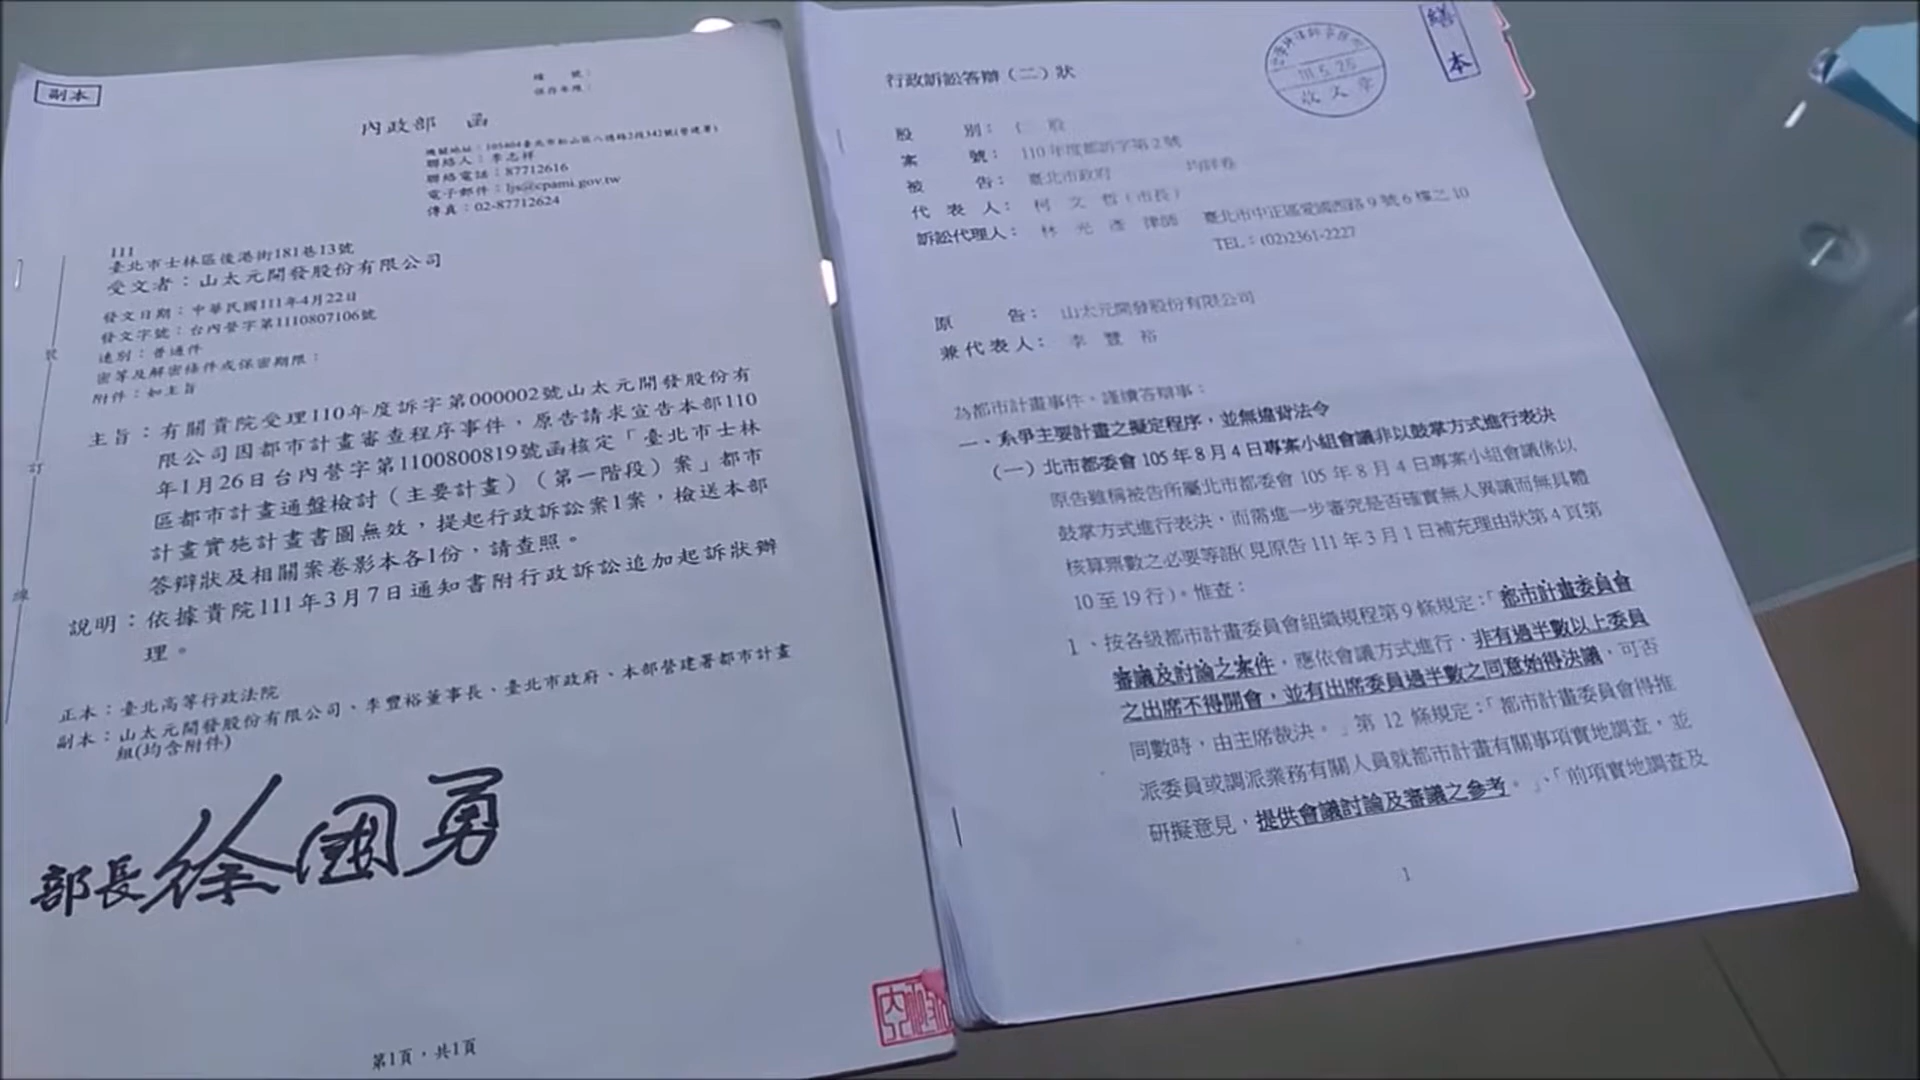 副本
檔　　號：
保存年限：
內政部　函
機關地址：105404臺北市松山區八德路2段342號(營建署)
聯絡人：李志祥
聯絡電話：87712616
電子郵件：ljs@cpami.gov.tw
傳真：02-87712624
111
臺北市士林區後港街181巷13號
受文者：山太元開發股份有限公司
發文日期：中華民國111年4月22日
發文字號：台內營字第1110807106號
速別：普通件
密等及解密條件或保密期限：
附件：如主旨
主旨：有關貴院受理110年度訴字第000002號山太元開發股份有
限公司因都市計畫審查程序事件，原告請求宣告本部110
年1月26日台內營字第1100800819號函核定「臺北市士林
區都市計畫通盤檢討（主要計畫）（第一階段）案」都市
計畫實施計畫書圖無效，提起行政訴訟案1案，檢送本部
答辯狀及相關案卷影本各1份，請查照。
說明：依據貴院111年3月7日通知書附行政訴訟追加起訴狀辦
理。
正本：臺北高等行政法院
副本：山太元開發股份有限公司、李豐裕董事長、臺北市政府、本部營建署都市計畫
組(均含附件)
部長徐國勇
第1頁，共1頁
裝
訂
線
繕本
111.5.26
收文章
行政訴訟答辯（二）狀
股　　別：仁股
案　　號：110年度都訴字第2號
被　　告：臺北市政府　　均詳卷
代表人：柯文哲（市長）
訴訟代理人：林光彥律師　臺北市中正區愛國西路9號6樓之10
TEL：(02)2361-2227
原　　告：山太元開發股份有限公司
兼代表人：李豐裕
為都市計畫事件，謹續答辯事：
一、系爭主要計畫之擬定程序，並無違背法令
（一）北市都委會105年8月4日專案小組會議非以鼓掌方式進行表決
原告雖稱被告所屬北市都委會105年8月4日專案小組會議係以
鼓掌方式進行表決，而需進一步審究是否確實無人異議而無具體
核算票數之必要等語(見原告111年3月1日補充理由狀第4頁第
10至19行)。惟查：
1、按各級都市計畫委員會組織規程第9條規定：「都市計畫委員會
審議及討論之案件，應依會議方式進行，非有過半數以上委員
之出席不得開會，並有出席委員過半數之同意始得決議，可否
同數時，由主席裁決。」第12條規定：「都市計畫委員會得推
派委員或調派業務有關人員就都市計畫有關事項實地調查，並
研擬意見，提供會議討論及審議之參考。」、「前項實地調查及
1